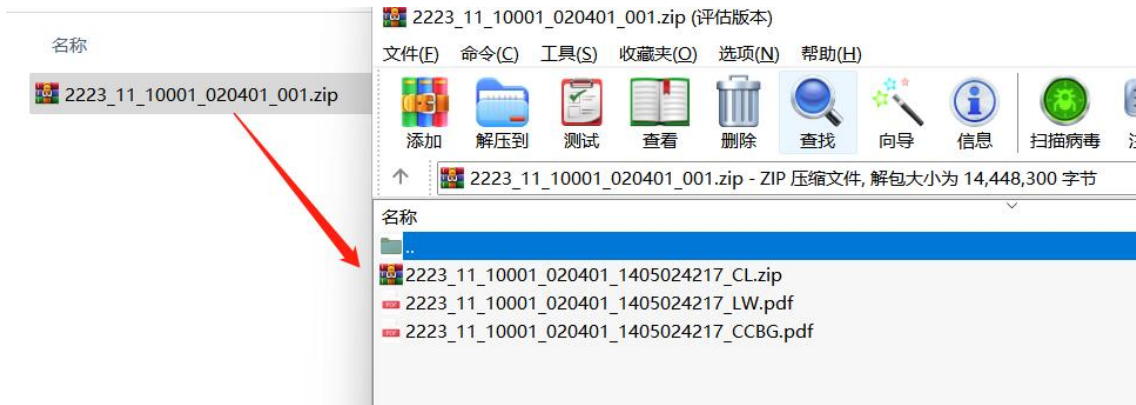 名称
2223_11_10001_020401_001.zip
2223_11_10001_020401_001.zip (评估版本)
文件(F) 命令(C) 工具(S) 收藏夹(O) 选项(N) 帮助(H)
添加 解压到 测试 查看 删除 查找 向导 信息 扫描病毒
2223_11_10001_020401_001.zip - ZIP 压缩文件, 解包大小为 14,448,300 字节
名称
..
2223_11_10001_020401_1405024217_CL.zip
PDF 2223_11_10001_020401_1405024217_LW.pdf
PDF 2223_11_10001_020401_1405024217_CCBG.pdf